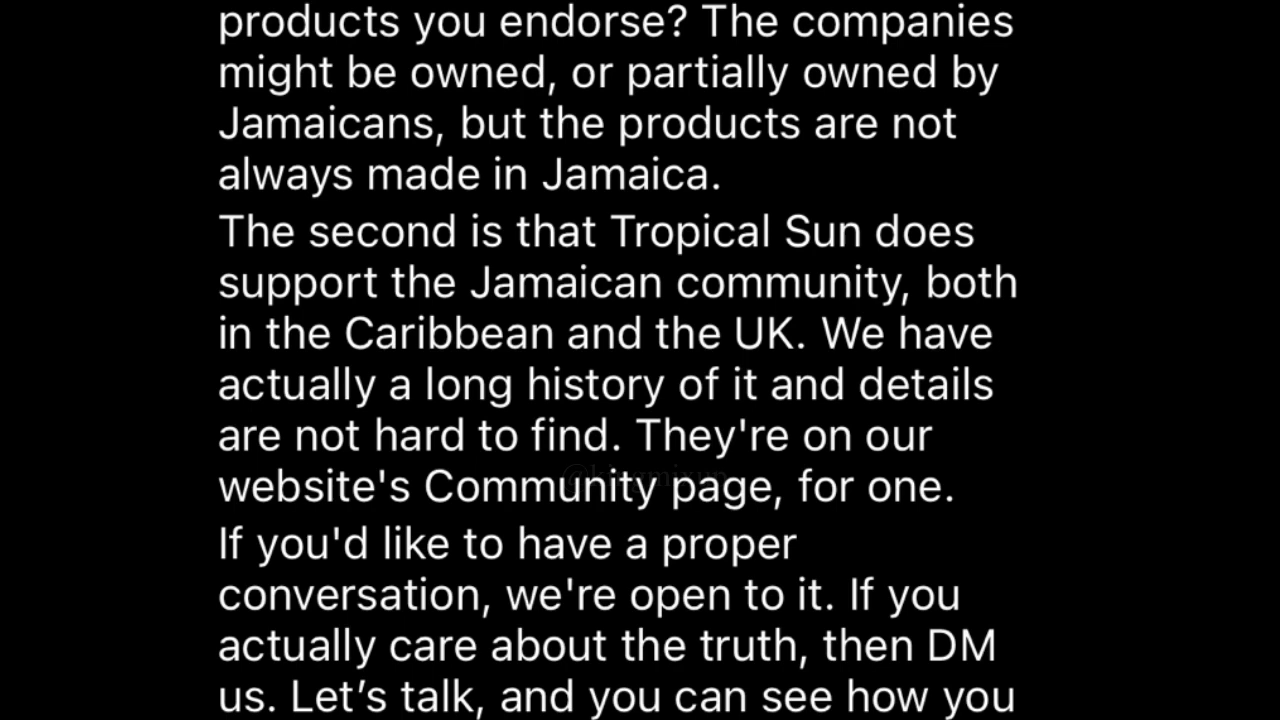 products you endorse? The companies
might be owned, or partially owned by
Jamaicans, but the products are not
always made in Jamaica.
The second is that Tropical Sun does
support the Jamaican community, both
in the Caribbean and the UK. We have
actually a long history of it and details
are not hard to find. They're on our
website's Community page, for one.
If you'd like to have a proper
conversation, we're open to it. If you
actually care about the truth, then DM
us. Let’s talk, and you can see how you